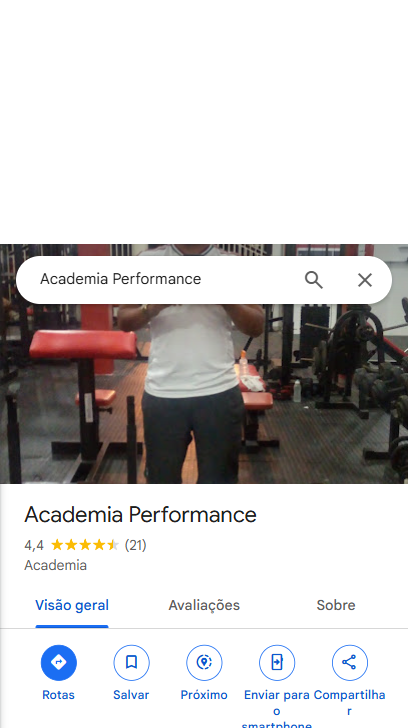 Academia Performance
Academia Performance
4,4 (21)
Academia
Visão geral Avaliações Sobre
Rotas Salvar Próximo Enviar para o smartphone Compartilhar